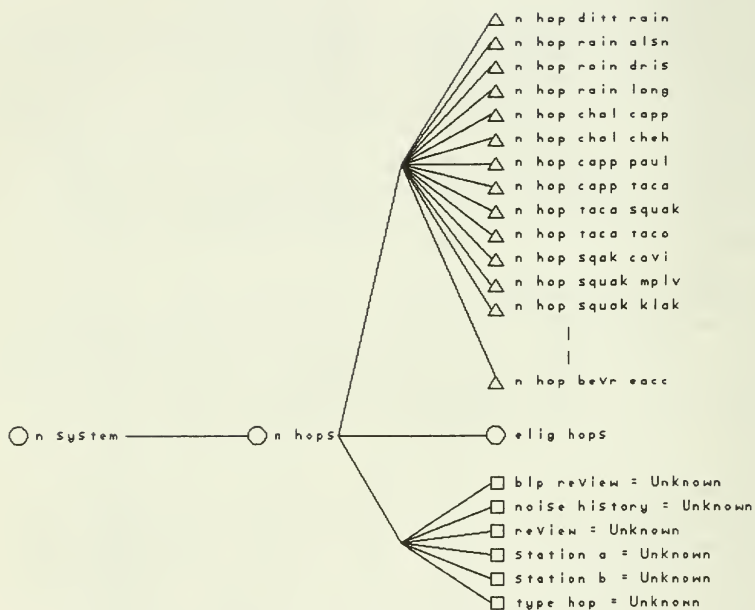 n hop ditt rain
n hop rain alsn
n hop rain dris
n hop rain long
n hop chal capp
n hop chal cheh
n hop capp paul
n hop capp taca
n hop taca squak
n hop taca taco
n hop sqak cavi
n hop squak mplv
n hop squak klak
n hop bevr eacc
n system n hops elig hops
blp review = Unknown
noise history = Unknown
review = Unknown
station a = Unknown
station b = Unknown
type hop = Unknown